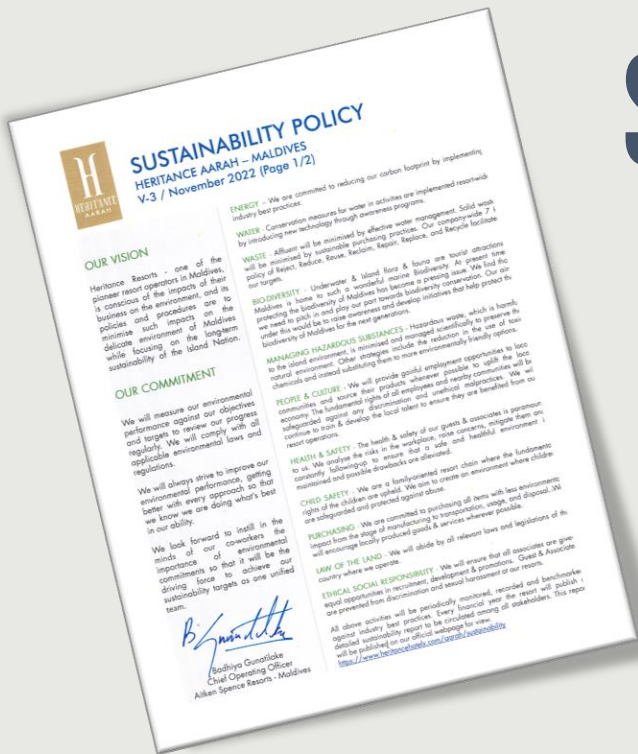 S
H
HERITANCE
AARAH
SUSTAINABILITY POLICY
HERITANCE AARAH – MALDIVES
V-3 / November 2022 (Page 1/2)
OUR VISION
Heritance Resorts - one of the
pioneer resort operators in Maldives,
is conscious of the impacts of their
business on the environment, and its
policies and procedures are to
minimise such impacts on the
delicate environment of Maldives
while focusing on the long-term
sustainability of the Island Nation.
OUR COMMITMENT
We will measure our environmental
performance against our objectives
and targets to review our progress
regularly. We will comply with all
applicable environmental laws and
regulations.
We will always strive to improve our
environmental performance, getting
better with every approach so that
we know we are doing what's best
in our ability.
We look forward to instill in the
minds of our coworkers the
importance of environmental
commitments so that it will be the
driving force to achieve our
sustainability targets as one unified
team.
Badhiya Gunatilake
Chief Operating Officer
Aitken Spence Resorts - Maldives
ENERGY – We are committed to reducing our carbon footprint by implementing
industry best practices.
WATER - Conservation measures for water in activities are implemented resort-wide
by introducing new technology through awareness programs.
WASTE - Affluent will be minimised by effective water management. Solid waste
will be minimised by sustainable purchasing practices. Our company-wide 7
policy of Reject, Reduce, Reuse, Reclaim, Repair, Replace, and Recycle facilitate
our targets.
BIO-DIVERSITY - Underwater & island flora & fauna are tourist attractions
Maldives is home to such a wonderful marine Biodiversity. At present time
protecting the biodiversity of Maldives has become a pressing issue. We find tha
we need to pitch in and play our part towards biodiversity conservation. Our aim
under this would be to raise awareness and develop initiatives that help protect th
biodiversity of Maldives for the next generations.
MANAGING HAZARDOUS SUBSTANCES - Hazardous waste, which is harmfu
to the island environment, is minimised and managed scientifically to preserve th
natural environment. Other strategies include the reduction in the use of toxi
chemicals and instead substituting them to more environmentally friendly options.
PEOPLE & CULTURE - We will provide gainful employment opportunities to loca
communities and source their products whenever possible to uplift the loca
economy. The fundamental rights of all employees and nearby communities will b
safeguarded against any discrimination and unethical malpractices. We wil
continue to train & develop the local talent to ensure they are benefited from ou
resort operations.
HEALTH & SAFETY - The health & safety of our guests & associates is paramoun
to us. We analyse the risks in the workplace, raise concerns, mitigate them and
constantly following-up to ensure that a safe and healthful environment i
maintained and possible drawbacks are alleviated.
CHILD SAFETY - We are a family-oriented resort chain where the fundamenta
rights of the children are upheld. We aim to create an environment where childre
are safeguarded and protected against abuse.
PURCHASING - We are committed to purchasing all items with less environmenta
impact from the stage of manufacturing to transportation, usage, and disposal. W
will encourage locally produced goods & services wherever possible.
LAW OF THE LAND - We will abide by all relevant laws and legislations of th
country where we operate.
ETHICAL SOCIAL RESPONSIBILITY - We will ensure that all associates are give
equal opportunities in recruitment, development & promotions. Guest & Associate
are prevented from discrimination and sexual harassment at our resorts.
All above activities will be periodically monitored, recorded and benchmarke
against industry best practices. Every financial year the resort will publish
detailed sustainability report to be circulated among all stakeholders. This repor
will be published on our official webpage for view.
https://www.heritancehotels.com/aarah/sustainability